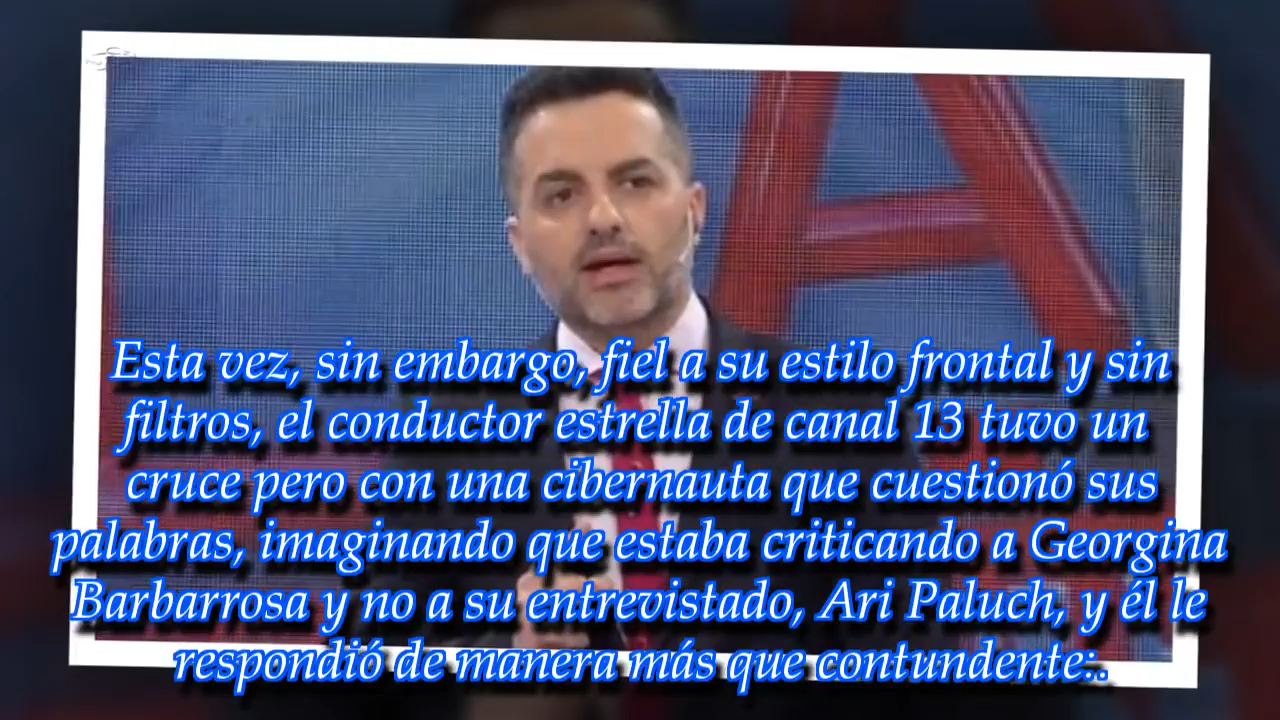 Esta vez, sin embargo, fiel a su estilo frontal y sin
filtros, el conductor estrella de canal 13 tuvo un
cruce pero con una cibernauta que cuestionó sus
palabras, imaginando que estaba criticando a Georgina
Barbarrosa y no a su entrevistado, Ari Paluch, y él le
respondió de manera más que contundente:.